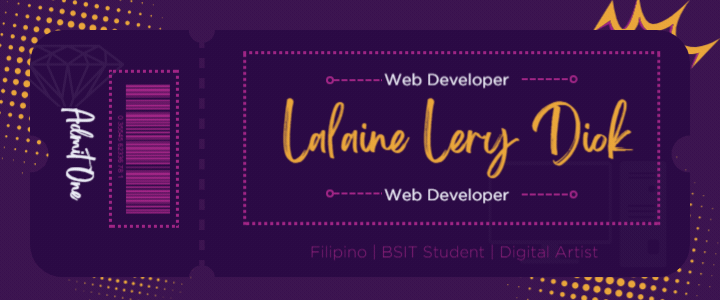 Admit One
Web Developer
Lalaine Lery Diok
Web Developer
Filipino | BSIT Student | Digital Artist